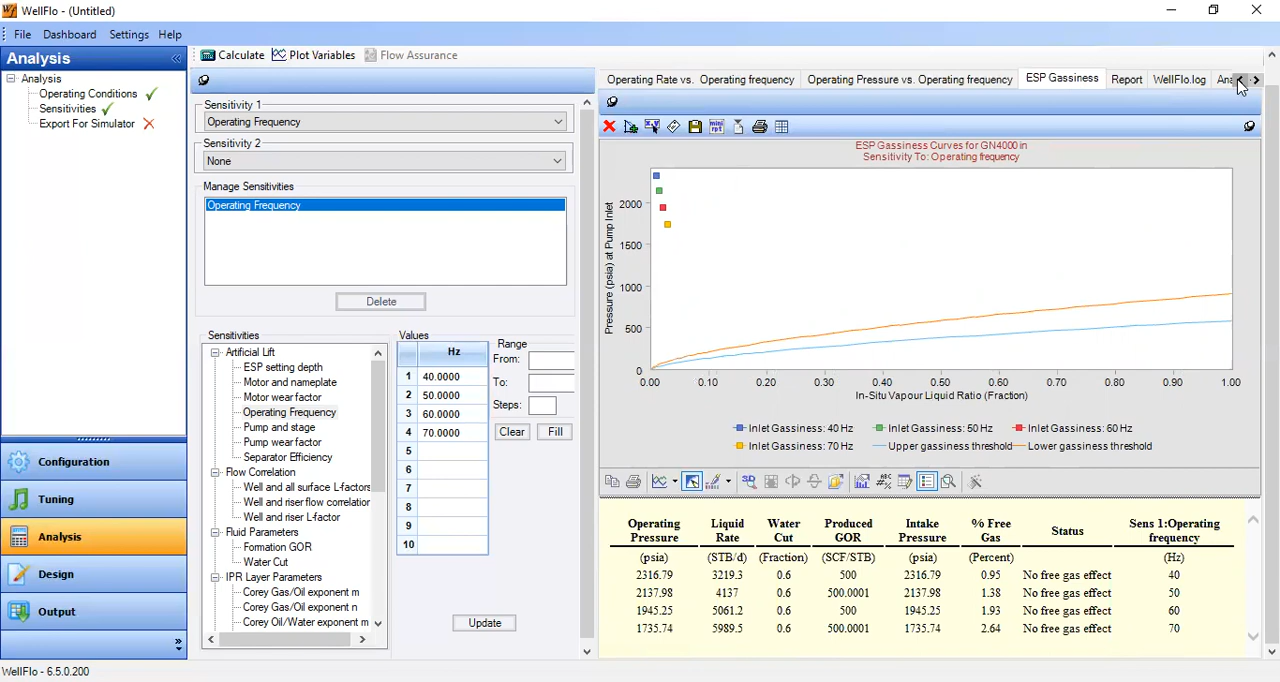 WellFlo - (Untitled)
File Dashboard Settings Help
Analysis
Calculate Plot Variables Flow Assurance
Analysis
Operating Conditions
Sensitivities
Export For Simulator
Configuration
Tuning
Analysis
Design
Output
Sensitivity 1
Operating Frequency
Sensitivity 2
None
Manage Sensitivities
Operating Frequency
Delete
Sensitivities
Artificial Lift
ESP setting depth
Motor and nameplate
Motor wear factor
Operating Frequency
Pump and stage
Pump wear factor
Separator Efficiency
Flow Correlation
Well and all surface L-factors
Well and riser flow correlation
Well and riser L-factor
Fluid Parameters
Formation GOR
Water Cut
IPR Layer Parameters
Corey Gas/Oil exponent m
Corey Gas/Oil exponent n
Corey Oil/Water exponent m
Values
Hz
1 40.0000
2 50.0000
3 60.0000
4 70.0000
5
6
7
8
9
10
Range
From:
To:
Steps:
Clear Fill
Update
Operating Rate vs. Operating frequency Operating Pressure vs. Operating frequency ESP Gassiness Report WellFlo.log
ESP Gassiness Curves for GN4000 in
Sensitivity To: Operating frequency
Pressure (psia) at Pump Inlet
2000
1500
1000
500
0
0.00 0.10 0.20 0.30 0.40 0.50 0.60 0.70 0.80 0.90 1.00
In-Situ Vapour Liquid Ratio (Fraction)
Inlet Gassiness: 40 Hz Inlet Gassiness: 50 Hz Inlet Gassiness: 60 Hz
Inlet Gassiness: 70 Hz Upper gassiness threshold Lower gassiness threshold
Operating Pressure Liquid Rate Water Cut Produced GOR Intake Pressure % Free Gas Status Sens 1:Operating frequency
(psia) (STB/d) (Fraction) (SCF/STB) (psia) (Percent) (Hz)
2316.79 3219.3 0.6 500 2316.79 0.95 No free gas effect 40
2137.98 4137 0.6 500.0001 2137.98 1.38 No free gas effect 50
1945.25 5061.2 0.6 500 1945.25 1.93 No free gas effect 60
1735.74 5989.5 0.6 500.0001 1735.74 2.64 No free gas effect 70
WellFlo - 6.5.0.200